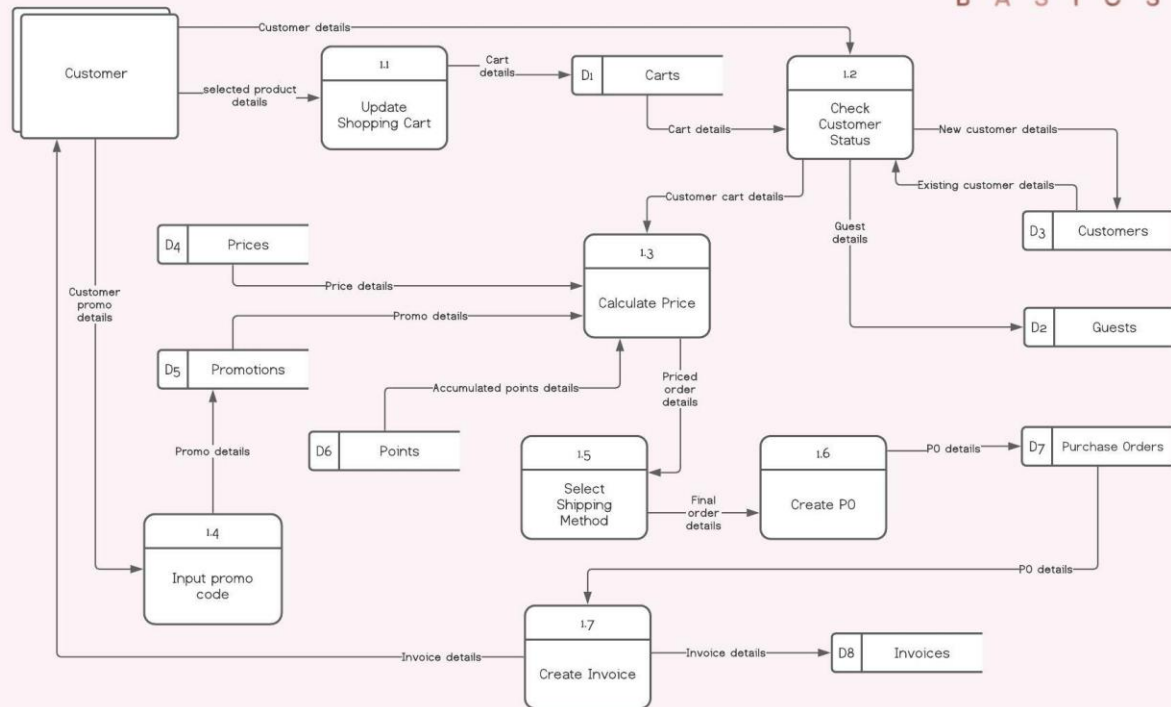 B A S I C S
Customer details
Customer
selected product
details
1.1
Update
Shopping Cart
Cart
details
D1 Carts
Cart details
1.2
Check
Customer
Status
New customer details
Existing customer details
D3 Customers
Guest
details
D2 Guests
Customer cart details
D4 Prices
Price details
1.3
Calculate Price
Customer
promo
details
Promo details
D5 Promotions
Accumulated points details
D6 Points
Priced
order
details
Promo details
1.4
Input promo
code
1.5
Select
Shipping
Method
Final
order
details
1.6
Create PO
PO details
D7 Purchase Orders
PO details
1.7
Create Invoice
Invoice details
Invoice details
D8 Invoices